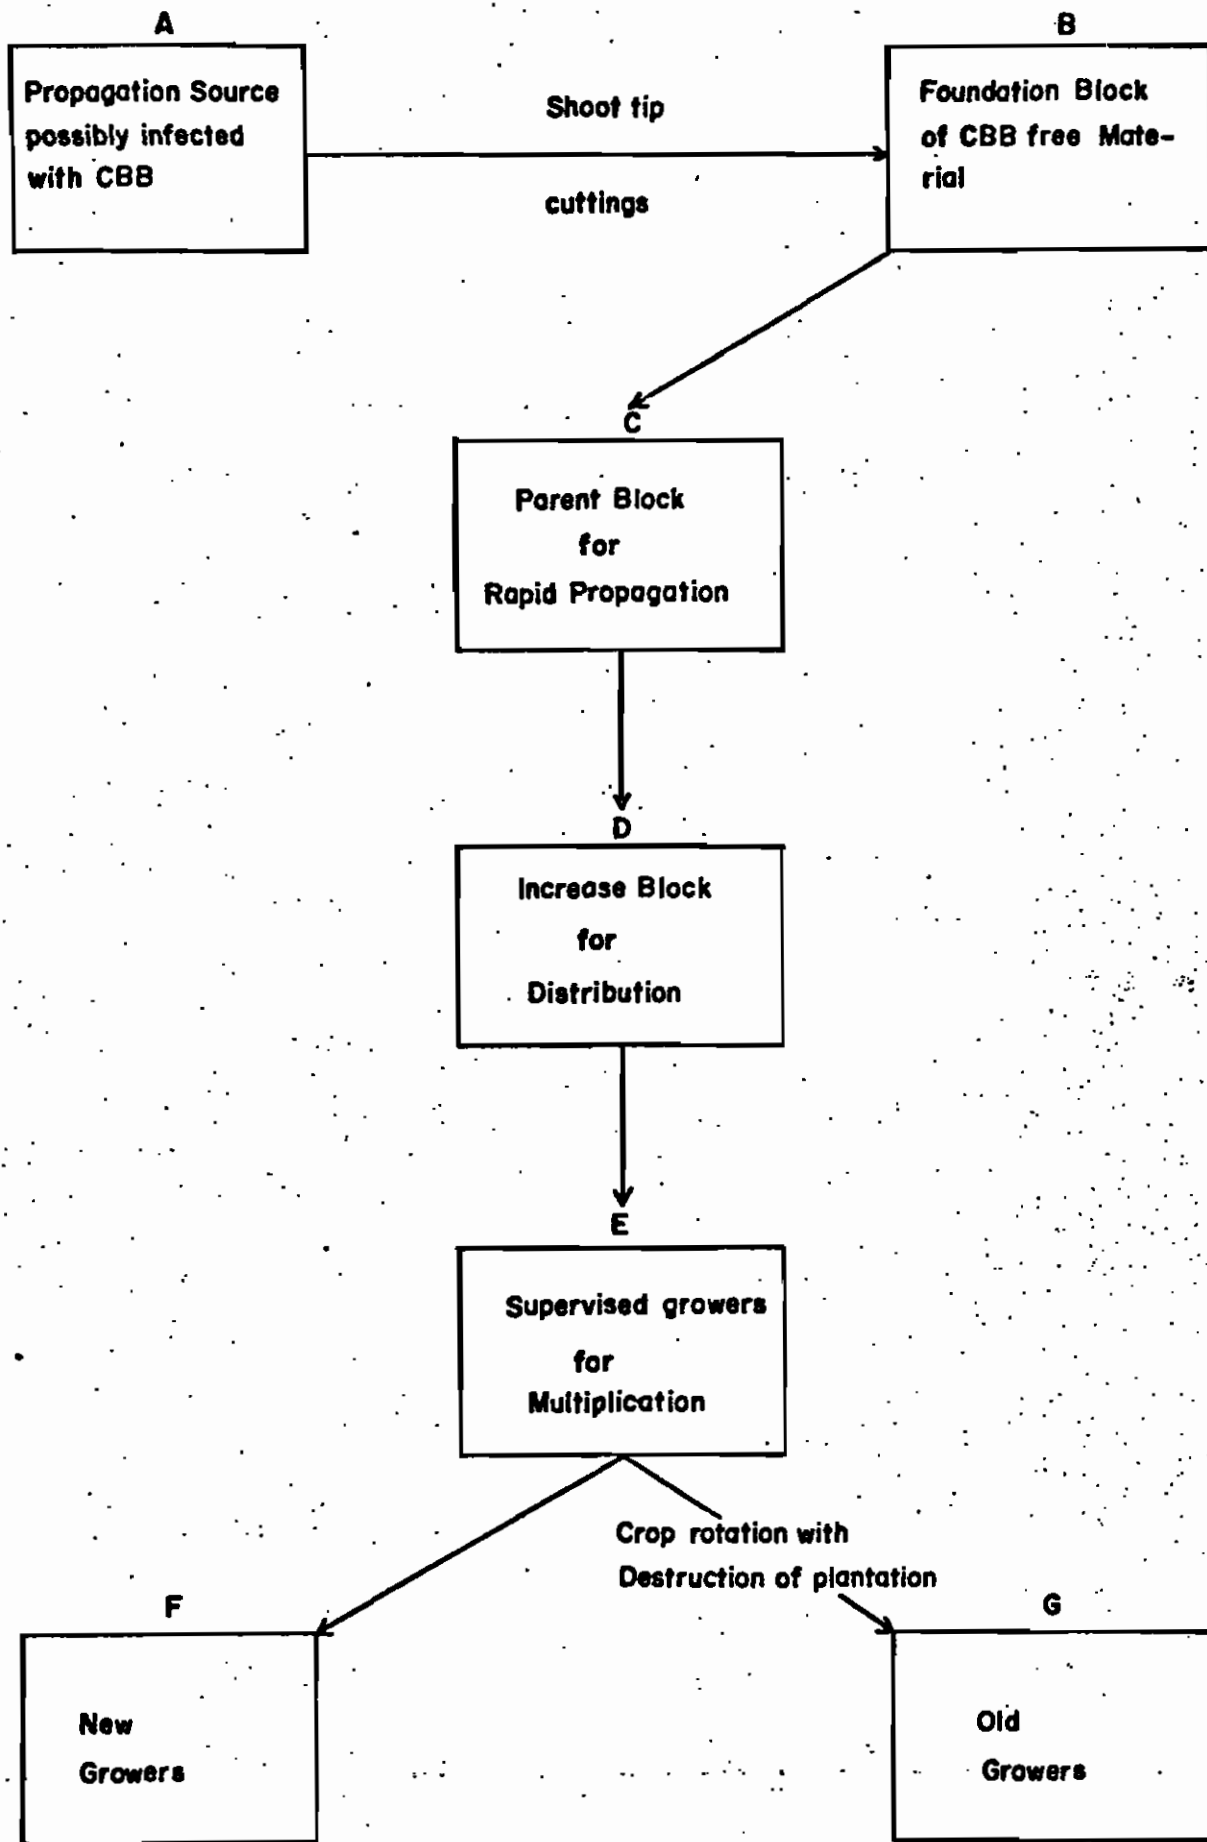 A
Propagation Source
possibly infected
with CBB
Shoot tip
cuttings
B
Foundation Block
of CBB free Mate-
rial
C
Parent Block
for
Rapid Propagation
D
Increase Block
for
Distribution
E
Supervised growers
for
Multiplication
Crop rotation with
Destruction of plantation
F
New
Growers
G
Old
Growers